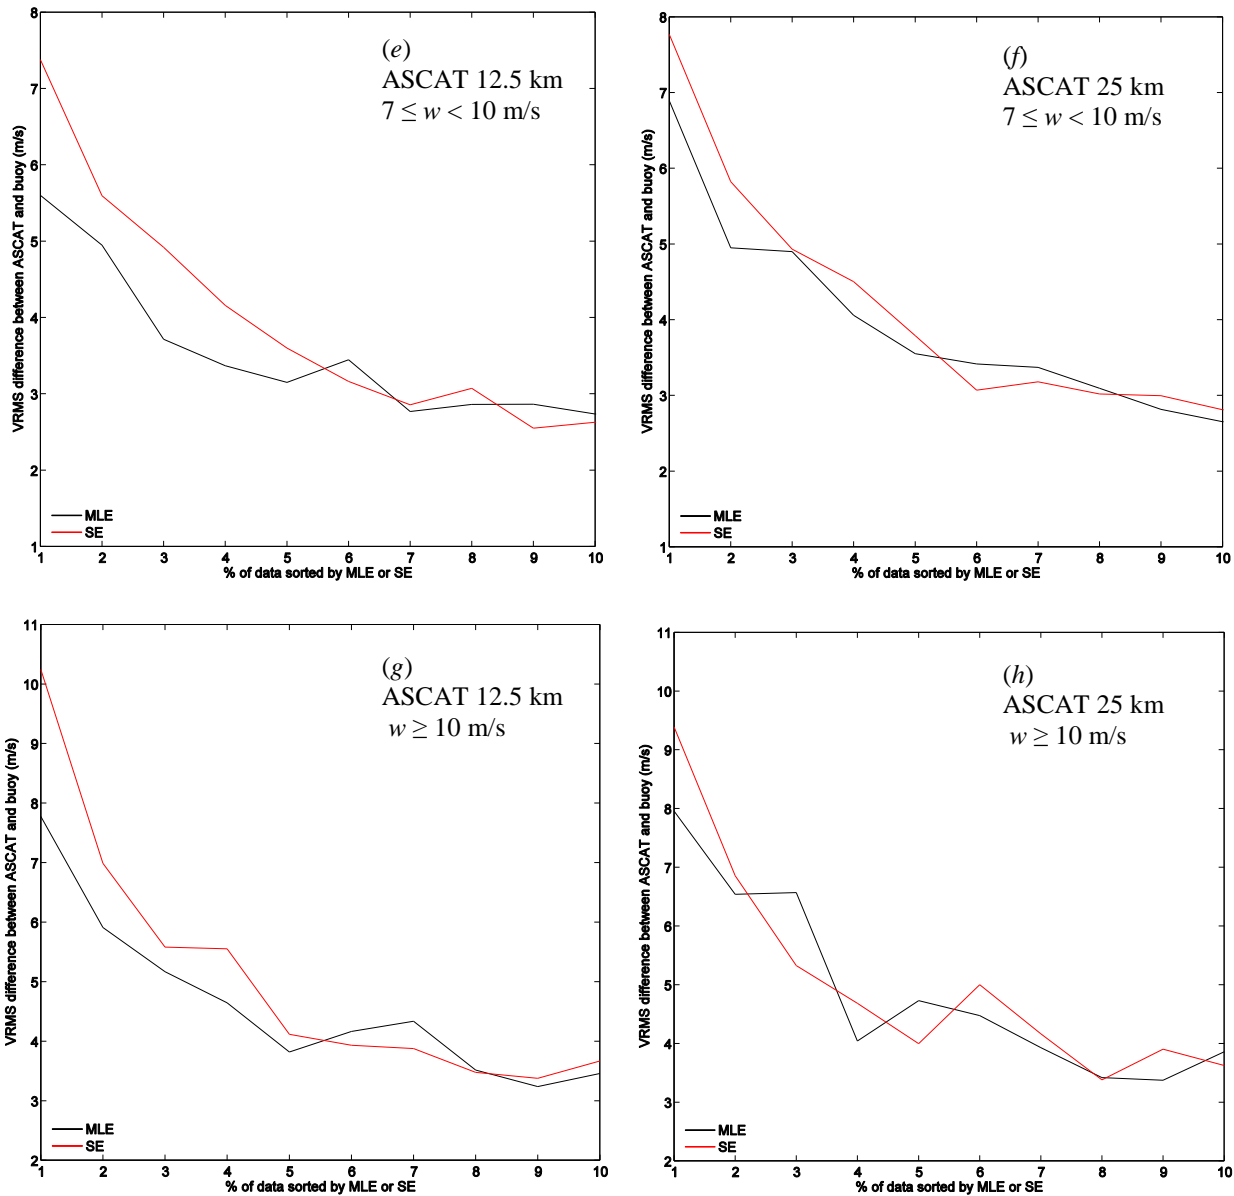 (e)
ASCAT 12.5 km
7 ≤ w < 10 m/s
VRMS difference between ASCAT and buoy (m/s)
8
7
6
5
4
3
2
1
MLE
SE
1 2 3 4 5 6 7 8 9 10
% of data sorted by MLE or SE
(f)
ASCAT 25 km
7 ≤ w < 10 m/s
VRMS difference between ASCAT and buoy (m/s)
8
7
6
5
4
3
2
1
MLE
SE
1 2 3 4 5 6 7 8 9 10
% of data sorted by MLE or SE
(g)
ASCAT 12.5 km
w ≥ 10 m/s
VRMS difference between ASCAT and buoy (m/s)
11
10
9
8
7
6
5
4
3
2
MLE
SE
1 2 3 4 5 6 7 8 9 10
% of data sorted by MLE or SE
(h)
ASCAT 25 km
w ≥ 10 m/s
VRMS difference between ASCAT and buoy (m/s)
11
10
9
8
7
6
5
4
3
2
MLE
SE
1 2 3 4 5 6 7 8 9 10
% of data sorted by MLE or SE